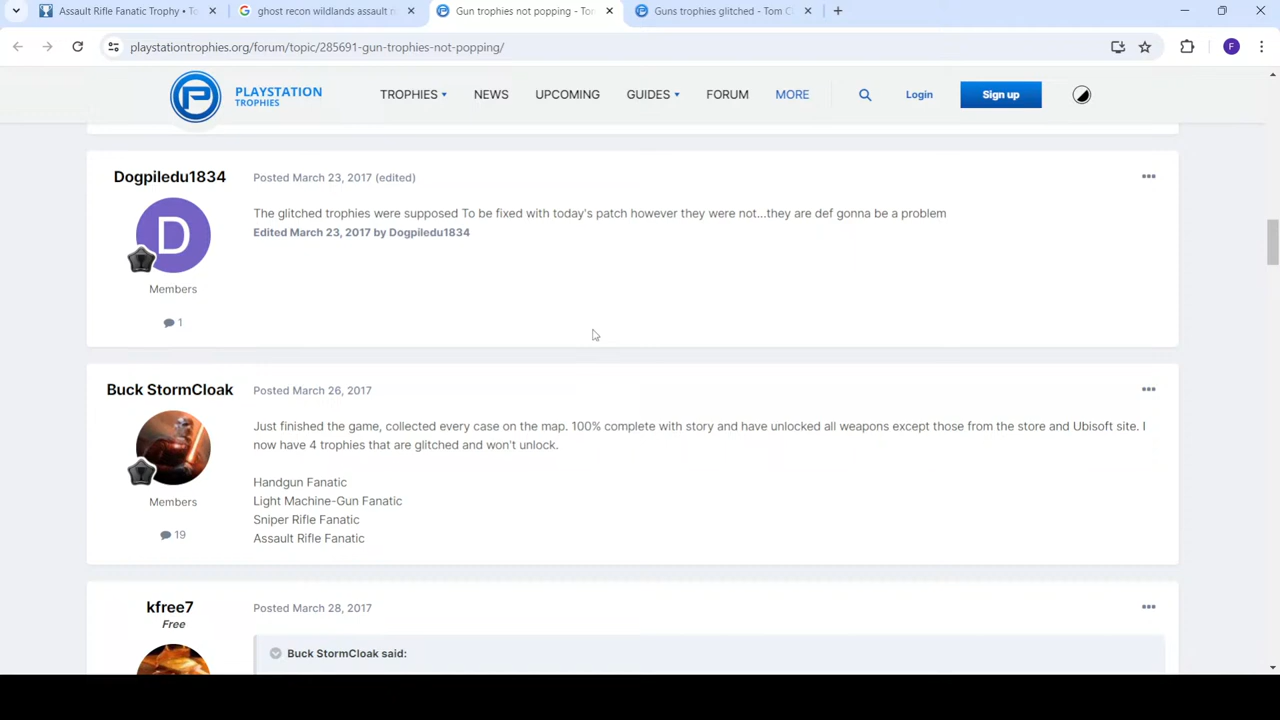 Assault Rifle Fanatic Trophy • T
ghost recon wildlands assault r
Gun trophies not popping - To
Guns trophies glitched - Tom C
playstationtrophies.org/forum/topic/285691-gun-trophies-not-popping/
F
PLAYSTATION
TROPHIES
TROPHIES
NEWS
UPCOMING
GUIDES
FORUM
MORE
Login
Sign up
Dogpiledu1834
Posted March 23, 2017 (edited)
D
The glitched trophies were supposed To be fixed with today's patch however they were not...they are def gonna be a problem
Edited March 23, 2017 by Dogpiledu1834
Members
1
Buck StormCloak
Posted March 26, 2017
Just finished the game, collected every case on the map. 100% complete with story and have unlocked all weapons except those from the store and Ubisoft site. I
now have 4 trophies that are glitched and won't unlock.
Handgun Fanatic
Light Machine-Gun Fanatic
Sniper Rifle Fanatic
Assault Rifle Fanatic
Members
19
kfree7
Free
Posted March 28, 2017
Buck StormCloak said: